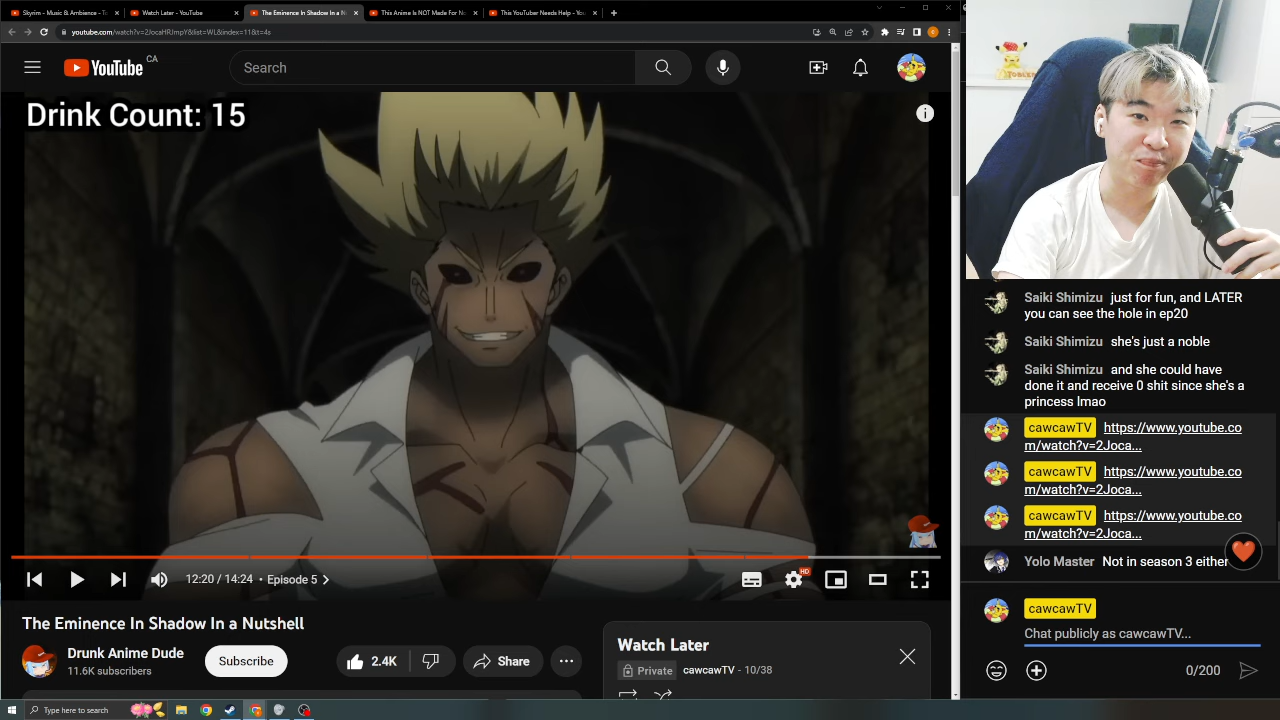 Skyrim - Music & Ambience - T
Watch Later - YouTube
The Eminence In Shadow In a N
This Anime Is NOT Made For No
This YouTuber Needs Help - You
youtube.com/watch?v=2JocaHRJmpY&list=WL&index=11&t=4s
YouTube CA
Search
Drink Count: 15
TOBLE
12:20 / 14:24 • Episode 5
HD
The Eminence In Shadow In a Nutshell
Drunk Anime Dude
11.6K subscribers
Subscribe
2.4K
Share
Watch Later
Private
cawcawTV - 10/38
Saiki Shimizu just for fun, and LATER
you can see the hole in ep20
Saiki Shimizu she's just a noble
Saiki Shimizu and she could have
done it and receive 0 shit since she's a
princess lmao
cawcawTV https://www.youtube.co
m/watch?v=2Joca...
cawcawTV https://www.youtube.co
m/watch?v=2Joca...
cawcawTV https://www.youtube.co
m/watch?v=2Joca...
Yolo Master Not in season 3 either
cawcawTV
Chat publicly as cawcawTV...
0/200
Type here to search